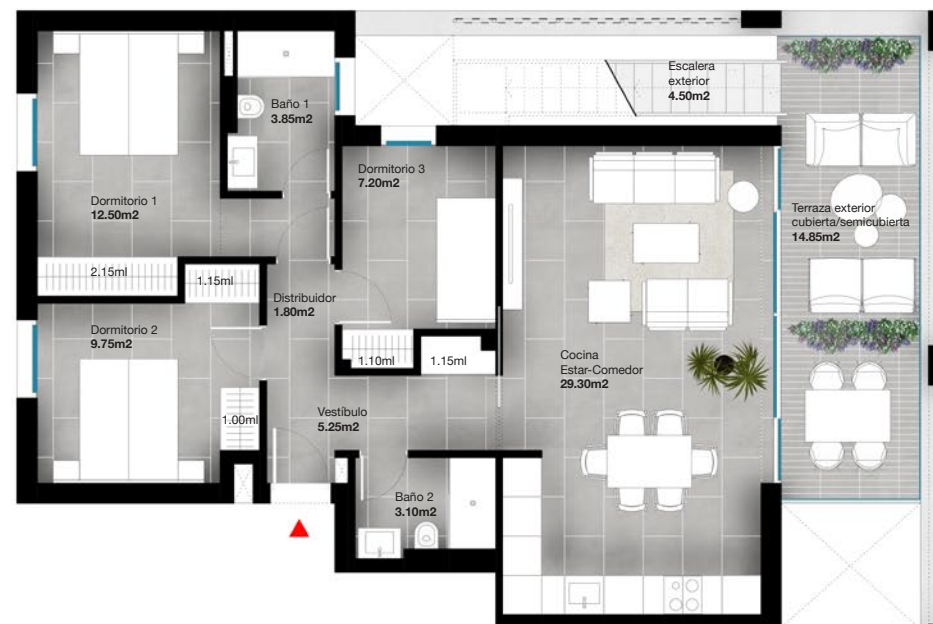 Escalera
exterior
4.50m2
Baño 1
3.85m2
Dormitorio 3
7.20m2
Dormitorio 1
12.50m2
Terraza exterior
cubierta/semicubierta
14.85m2
2.15ml
1.15ml
Distribuidor
1.80m2
Dormitorio 2
9.75m2
1.10ml
1.15ml
Cocina
Estar-Comedor
29.30m2
1.00ml
Vestíbulo
5.25m2
Baño 2
3.10m2